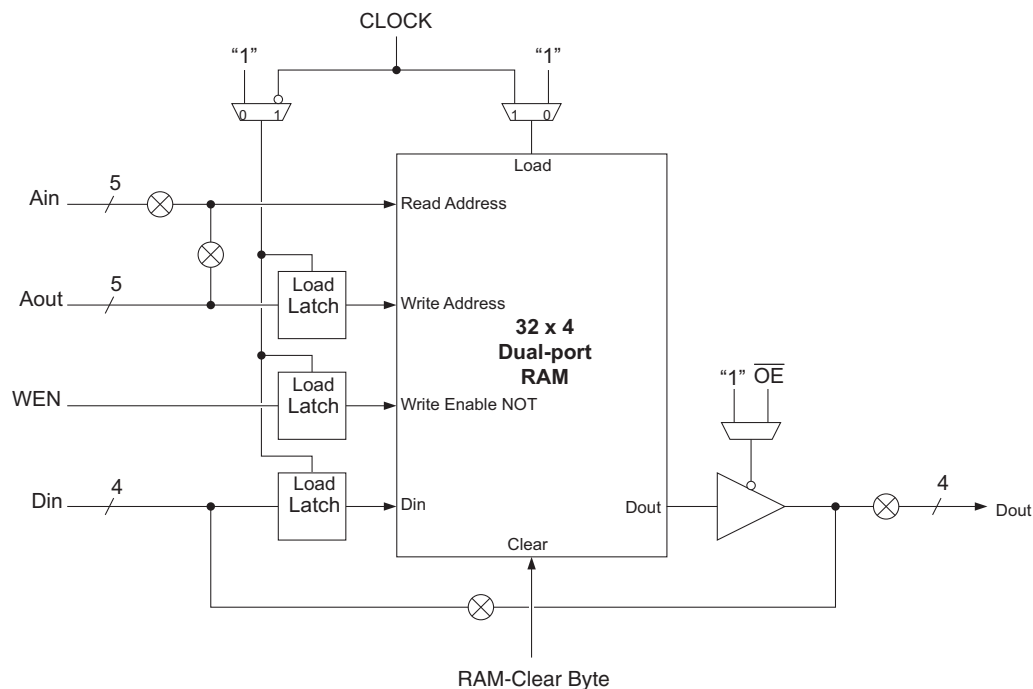 CLOCK
“1”
“1”
0 1
1 0
Load
Ain
5
Read Address
Aout
5
Load
Latch
Write Address
32 x 4
Dual-port
RAM
WEN
Load
Latch
Write Enable NOT
“1” OE
Din
4
Load
Latch
Din
Dout
4
Dout
Clear
RAM-Clear Byte